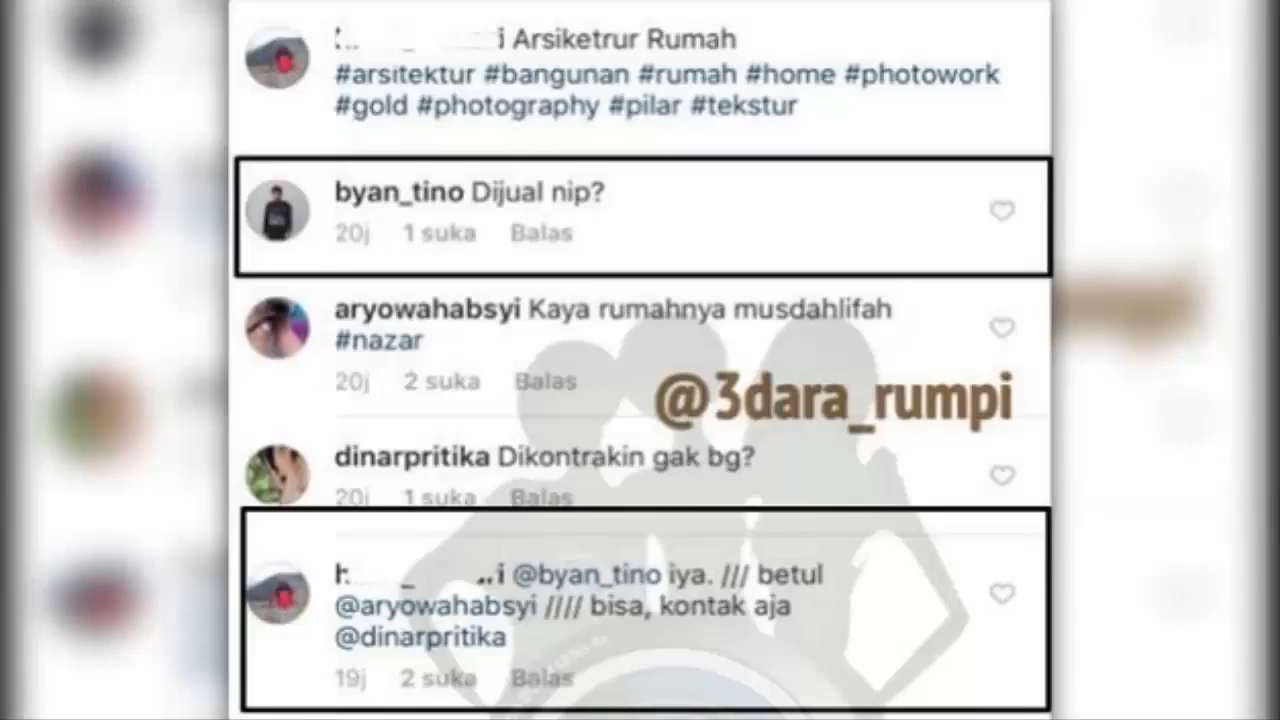 Arsiketrur Rumah
#arsitektur #bangunan #rumah #home #photowork
#gold #photography #pilar #tekstur
byan_tino Dijual nip?
20j 1 suka Balas
aryowahabsyi Kaya rumahnya musdahlifah
#nazar
20j 2 suka Balas
@3dara_rumpi
dinarpritika Dikontrakin gak bg?
20j 1 suka Balas
@byan_tino iya. /// betul
@aryowahabsyi //// bisa, kontak aja
@dinarpritika
19j 2 suka Balas